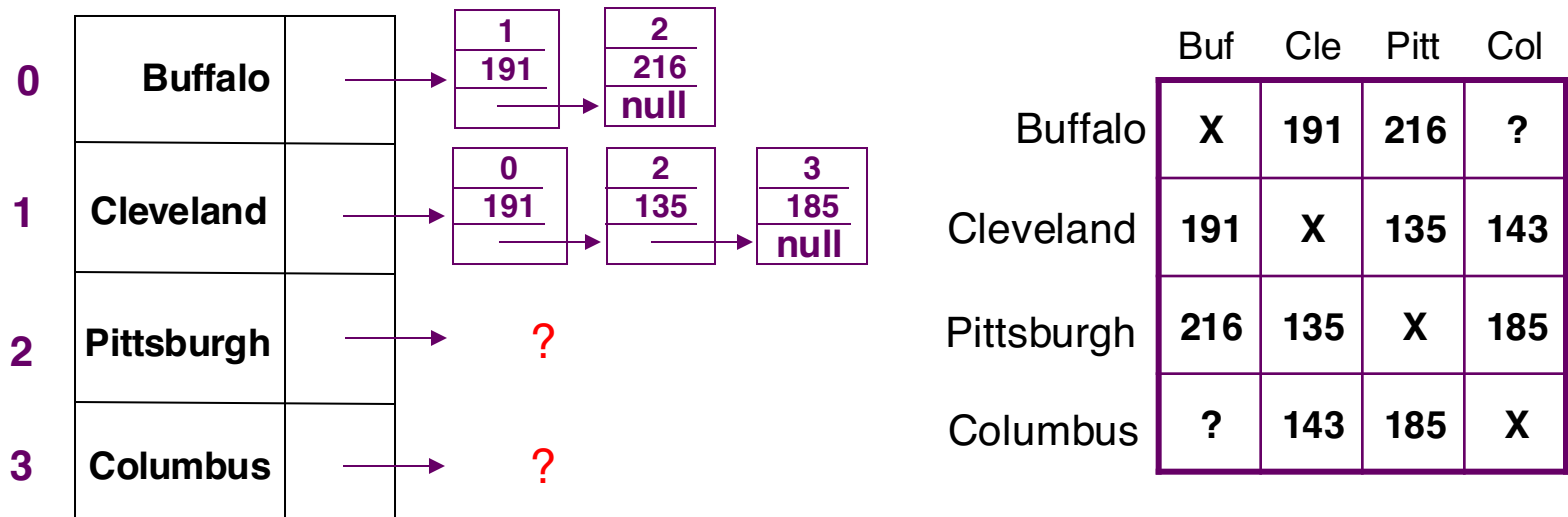 0 Buffalo
1 191
2 216 null
1 Cleveland
0 191
2 135
3 185 null
2 Pittsburgh ?
3 Columbus ?
Buf Cle Pitt Col
Buffalo X 191 216 ?
Cleveland 191 X 135 143
Pittsburgh 216 135 X 185
Columbus ? 143 185 X